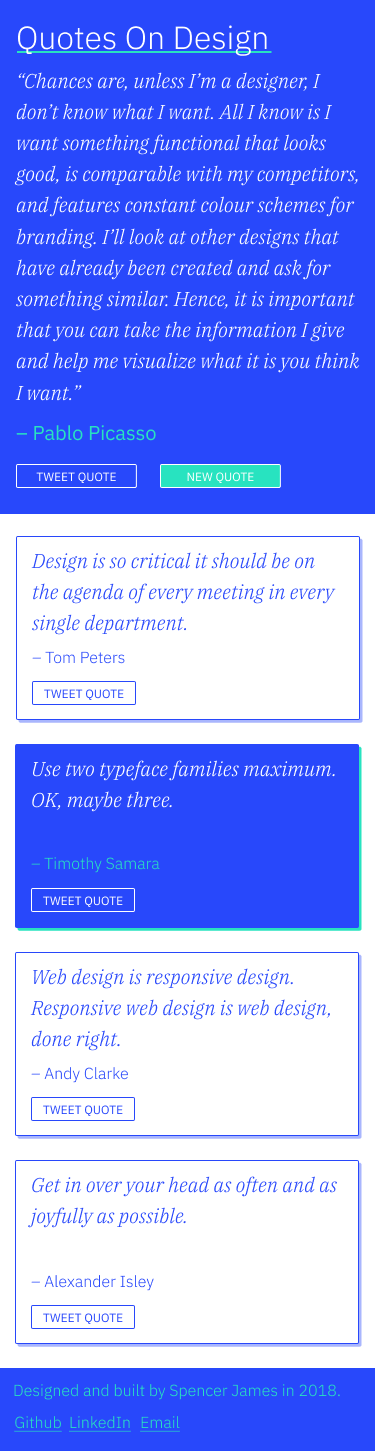 Quotes On Design
“Chances are, unless I’m a designer, I
don’t know what I want. All I know is I
want something functional that looks
good, is comparable with my competitors,
and features constant colour schemes for
branding. I’ll look at other designs that
have already been created and ask for
something similar. Hence, it is important
that you can take the information I give
and help me visualize what it is you think
I want.”
– Pablo Picasso
TWEET QUOTE NEW QUOTE
Design is so critical it should be on
the agenda of every meeting in every
single department.
– Tom Peters
TWEET QUOTE
Use two typeface families maximum.
OK, maybe three.
– Timothy Samara
TWEET QUOTE
Web design is responsive design.
Responsive web design is web design,
done right.
– Andy Clarke
TWEET QUOTE
Get in over your head as often and as
joyfully as possible.
– Alexander Isley
TWEET QUOTE
Designed and built by Spencer James in 2018.
Github LinkedIn Email